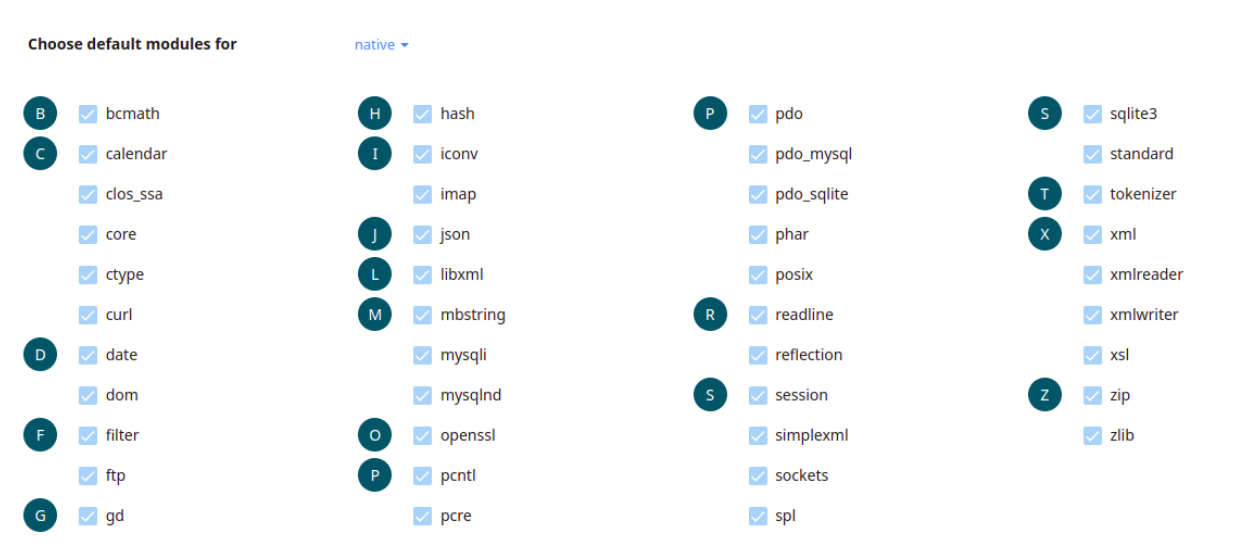 Choose default modules for native
B bcmath
C calendar
clos_ssa
core
ctype
curl
D date
dom
F filter
ftp
G gd
H hash
I iconv
imap
J json
L libxml
M mbstring
mysqli
mysqlnd
O openssl
P pcntl
pcre
P pdo
pdo_mysql
pdo_sqlite
phar
posix
R readline
reflection
S session
simplexml
sockets
spl
S sqlite3
standard
T tokenizer
X xml
xmlreader
xmlwriter
xsl
Z zip
zlib